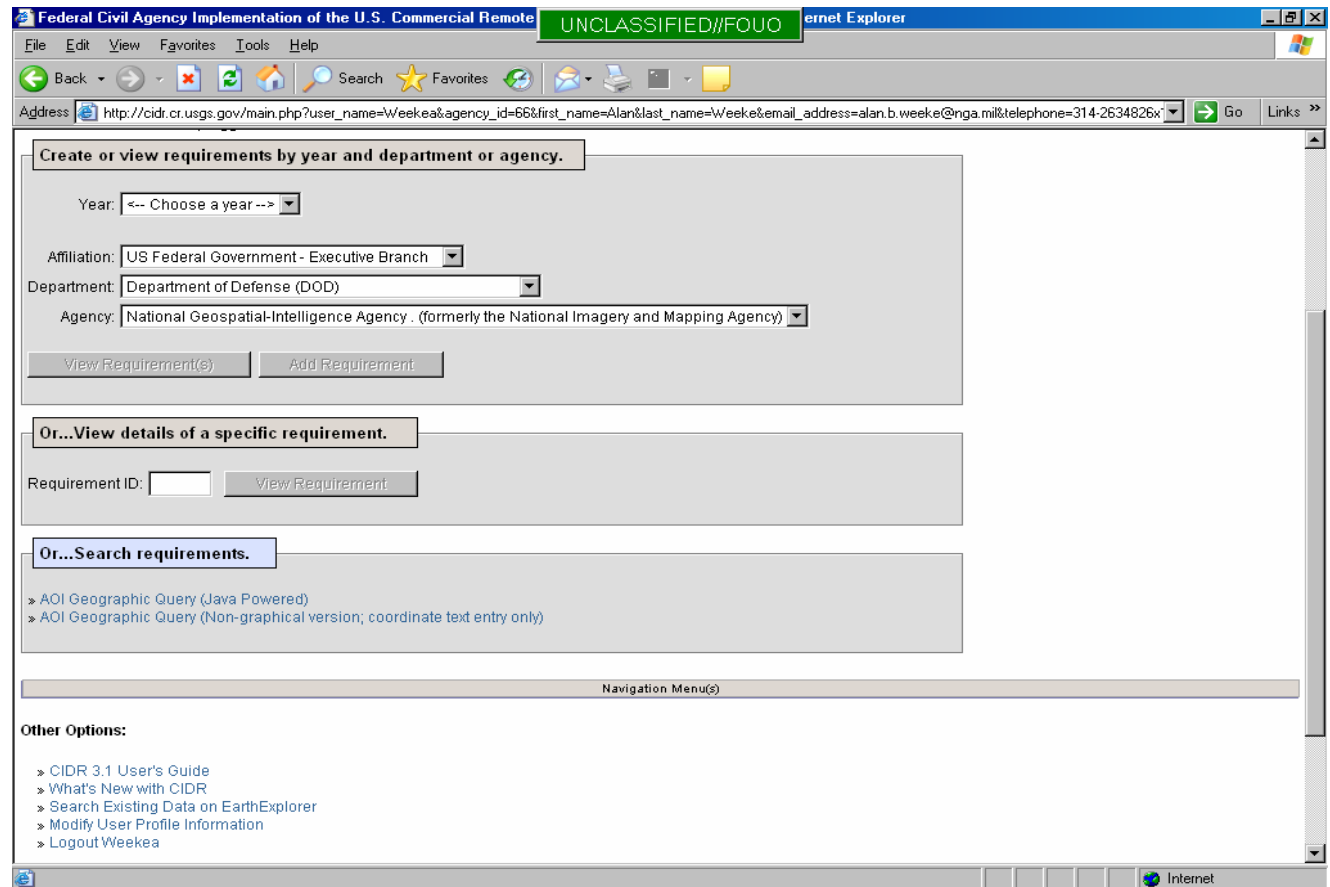 Federal Civil Agency Implementation of the U.S. Commercial Remote
UNCLASSIFIED//FOUO
ernet Explorer
File Edit View Favorites Tools Help
Back Search Favorites
Address http://cidr.cr.usgs.gov/main.php?user_name=Weekea&agency_id=66&first_name=Alan&last_name=Weeke&email_address=alan.b.weeke@nga.mil&telephone=314-2634826x Go Links »
Create or view requirements by year and department or agency.
Year: <-- Choose a year -->
Affiliation: US Federal Government - Executive Branch
Department: Department of Defense (DOD)
Agency: National Geospatial-Intelligence Agency . (formerly the National Imagery and Mapping Agency)
View Requirement(s) Add Requirement
Or...View details of a specific requirement.
Requirement ID: View Requirement
Or...Search requirements.
» AOI Geographic Query (Java Powered)
» AOI Geographic Query (Non-graphical version; coordinate text entry only)
Navigation Menu(s)
Other Options:
» CIDR 3.1 User's Guide
» What's New with CIDR
» Search Existing Data on EarthExplorer
» Modify User Profile Information
» Logout Weekea
Internet